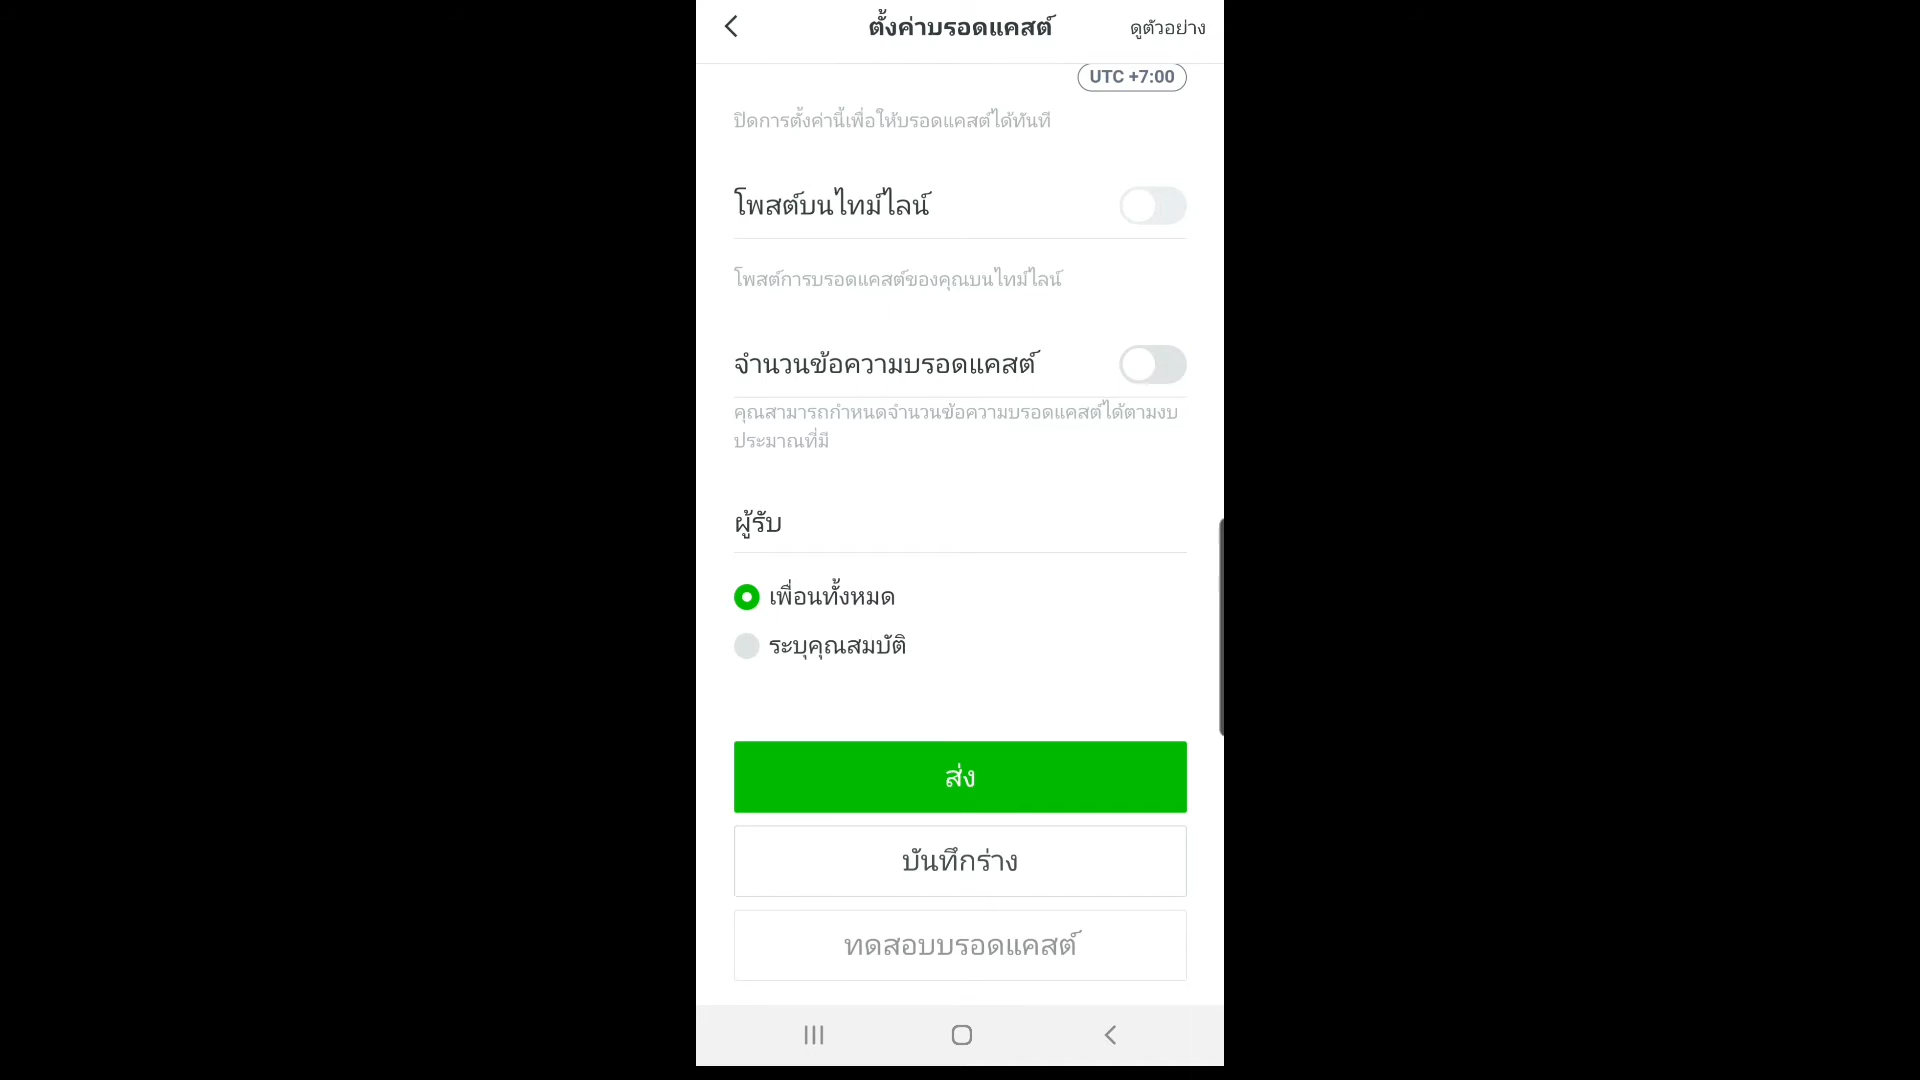 ตั้งค่าบรอดแคสต์
ดูตัวอย่าง
UTC +7:00
ปิดการตั้งค่านี้เพื่อให้บรอดแคสต์ได้ทันที
โพสต์บนไทม์ไลน์
โพสต์การบรอดแคสต์ของคุณบนไทม์ไลน์
จำนวนข้อความบรอดแคสต์
คุณสามารถกำหนดจำนวนข้อความบรอดแคสต์ได้ตามงบ
ประมาณที่มี
ผู้รับ
เพื่อนทั้งหมด
ระบุคุณสมบัติ
ส่ง
บันทึกร่าง
ทดสอบบรอดแคสต์